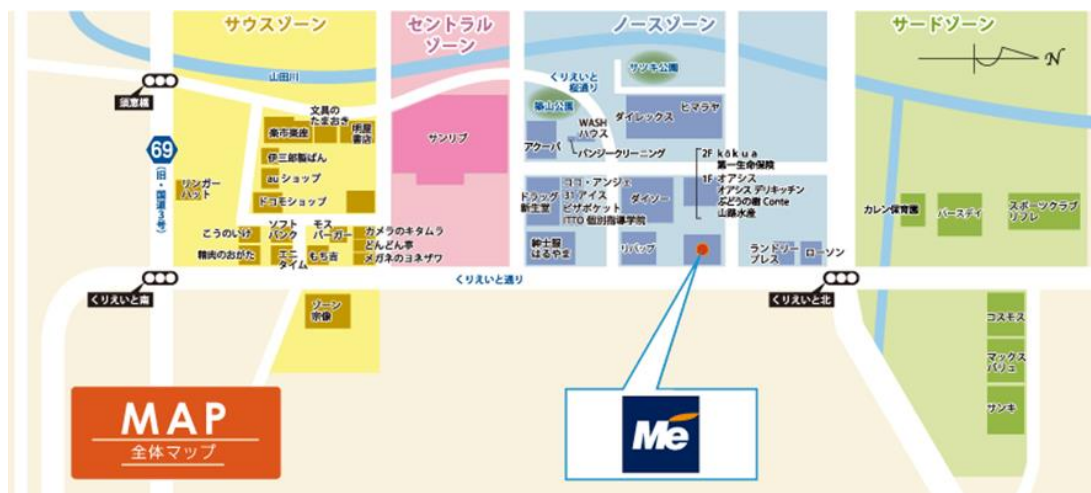 サウスゾーン
セントラル
ゾーン
ノースゾーン
サードゾーン
N
山田川
須恵橋
69
(旧・国道3号)
文具の
たまおき
楽市楽座
明屋
書店
伊三郎製ぱん
auショップ
ドコモショップ
リンガー
ハット
こうのいけ
ソフト
バンク
モス
バーガー
ガメラのキタムラ
どんどん亭
メガネのヨネザワ
精肉のおがた
エニ
タイム
もち吉
サンリブ
くりえいと
桜通り
サツキ公園
築山公園
WASH
ハウス
パンジークリーニング
アクーバ
ダイレックス
ヒマラヤ
ドラッグ
新生堂
ココ・アンジェ
31アイス
ピザポケット
ITTO個別指導学院
ダイソー
2F kōkua
第一生命保険
1F オアシス
オアシス デリキッチン
ぶどうの樹 Conte
山路水産
紳士服
はるやま
リパップ
ランドリー
プレス
ローソン
カレン保育園
バースデイ
スポーツクラブ
リフレ
くりえいと南
くりえいと通り
くりえいと北
ゾーン
宗像
コスモス
マックス
バリュ
サンキ
MAP
全体マップ
Me